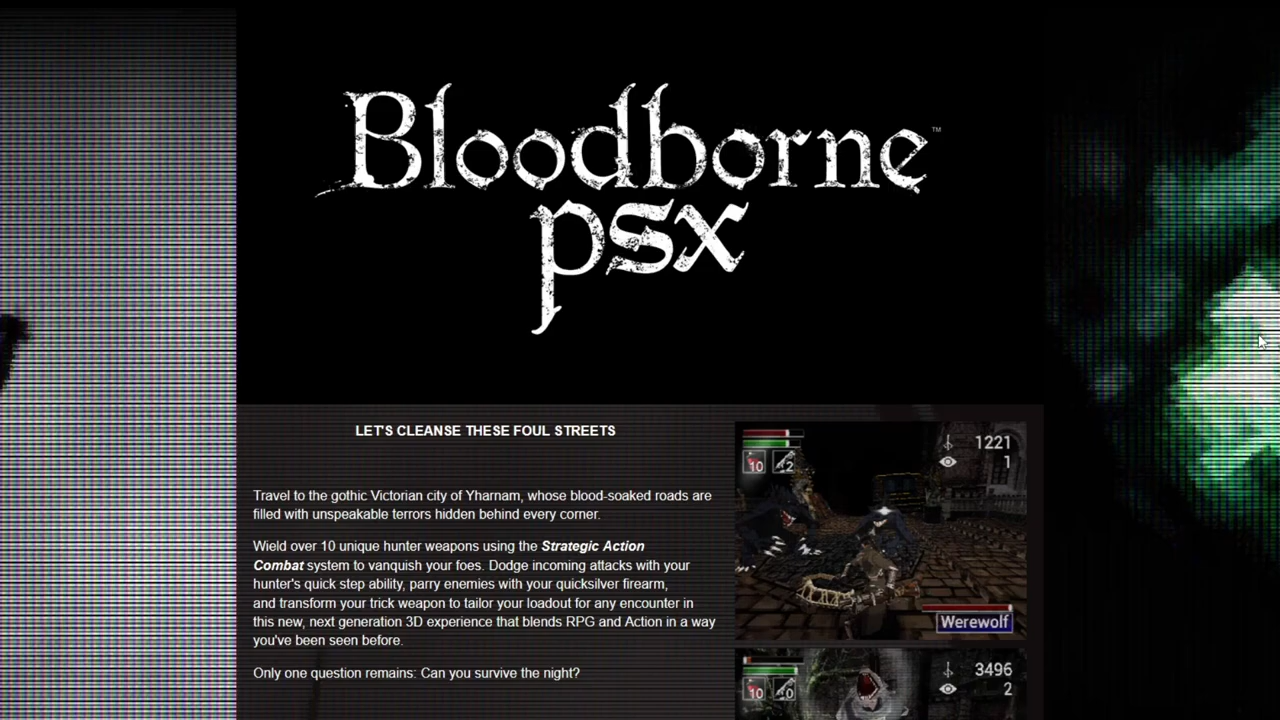 Bloodborne™
psx
LET'S CLEANSE THESE FOUL STREETS
Travel to the gothic Victorian city of Yharnam, whose blood-soaked roads are
filled with unspeakable terrors hidden behind every corner.
Wield over 10 unique hunter weapons using the Strategic Action
Combat system to vanquish your foes. Dodge incoming attacks with your
hunter's quick step ability, parry enemies with your quicksilver firearm,
and transform your trick weapon to tailor your loadout for any encounter in
this new, next generation 3D experience that blends RPG and Action in a way
you've been seen before.
Only one question remains: Can you survive the night?
1221
10 12 1
Werewolf
3496
10 10 2